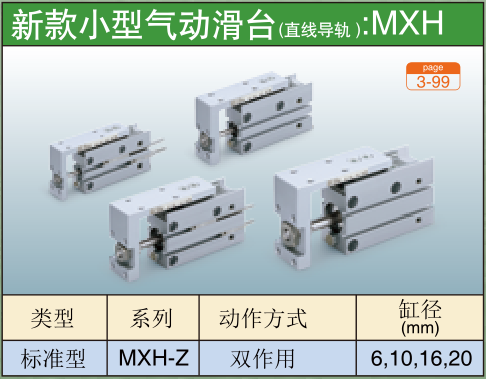 新款小型气动滑台(直线导轨):MXH
page
3-99
类型 系列 动作方式 缸径
(mm)
标准型 MXH-Z 双作用 6,10,16,20